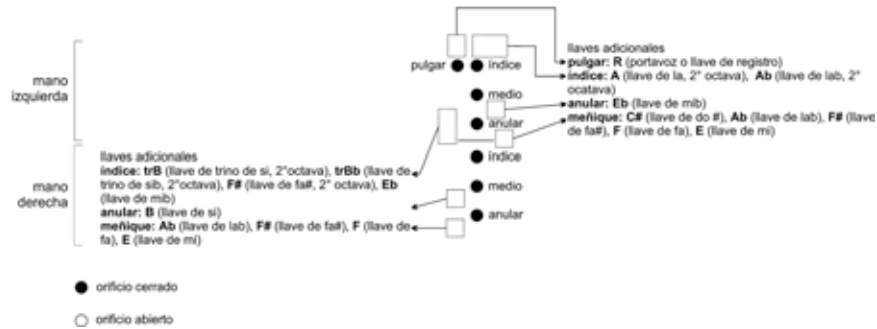 llaves adicionales
pulgar: R (portavoz o llave de registro)
índice: A (llave de la, 2° octava), Ab (llave de lab, 2°
ocatava)
anular: Eb (llave de mib)
meñique: C# (llave de do #), Ab (llave de lab), F# (llave
de fa#), F (llave de fa), E (llave de mi)
mano
izquierda
pulgar
índice
medio
anular
mano
derecha
índice
medio
anular
llaves adicionales
índice: trB (llave de trino de si, 2°octava), trBb (llave de
trino de sib, 2°octava), F# (llave de fa#, 2° octava), Eb
(llave de mib)
anular: B (llave de si)
meñique: Ab (llave de lab), F# (llave de fa#), F (llave de
fa), E (llave de mi)
orificio cerrado
orificio abierto